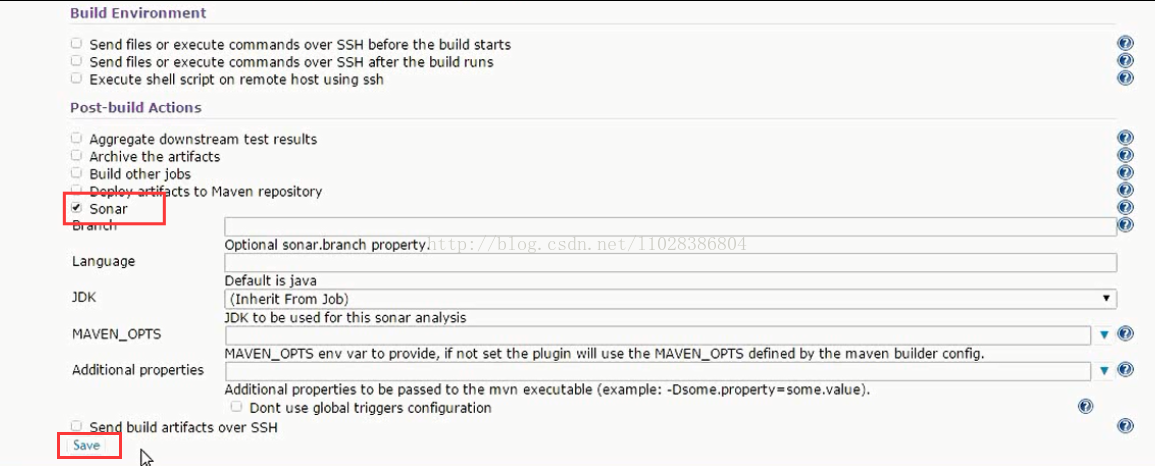 Build Environment
Send files or execute commands over SSH before the build starts
Send files or execute commands over SSH after the build runs
Execute shell script on remote host using ssh
Post-build Actions
Aggregate downstream test results
Archive the artifacts
Build other jobs
Deploy artifacts to Maven repository
Sonar
Branch
Optional sonar.branch property.
http://blog.csdn.net/l1028386804
Language
Default is java
JDK
(Inherit From Job)
JDK to be used for this sonar analysis
MAVEN_OPTS
MAVEN_OPTS env var to provide, if not set the plugin will use the MAVEN_OPTS defined by the maven builder config.
Additional properties
Additional properties to be passed to the mvn executable (example: -Dsome.property=some.value).
Dont use global triggers configuration
Send build artifacts over SSH
Save